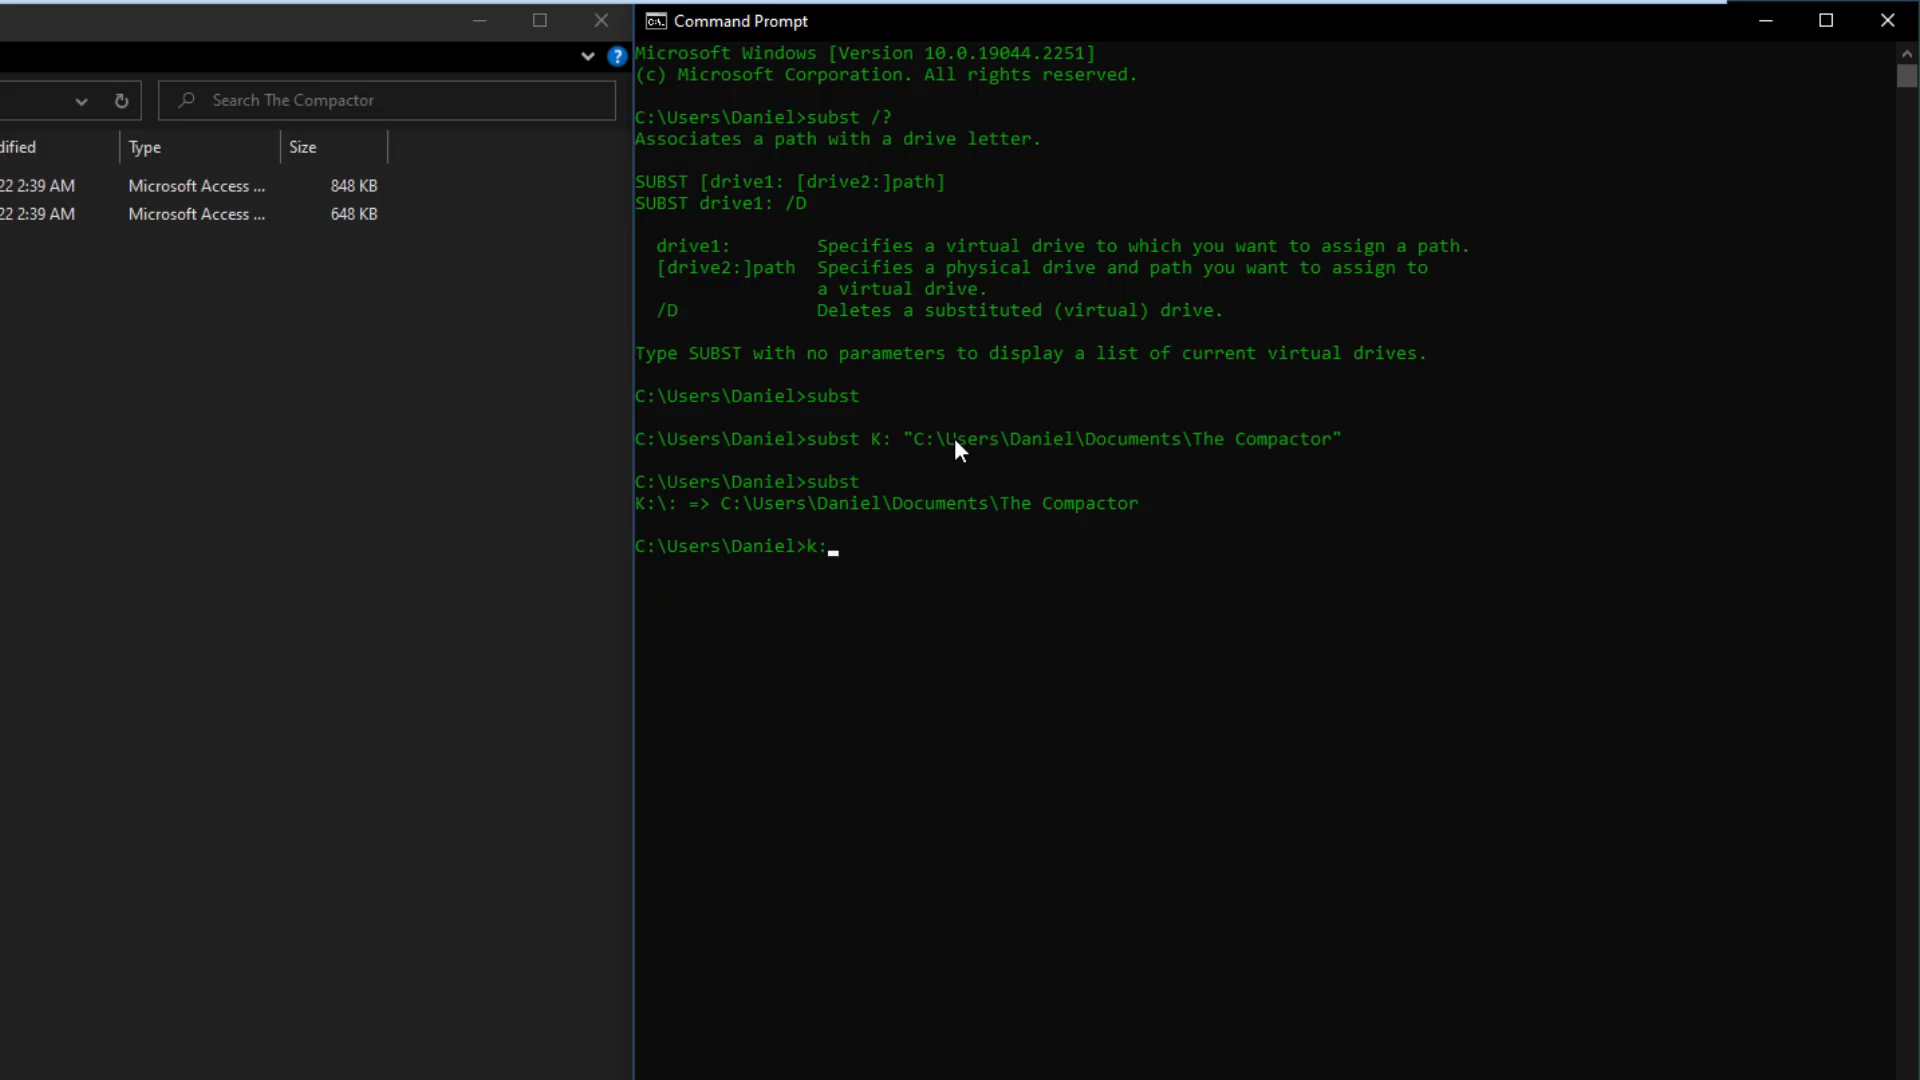 Search The Compactor
dified Type Size
22 2:39 AM Microsoft Access ... 848 KB
22 2:39 AM Microsoft Access ... 648 KB
Command Prompt
Microsoft Windows [Version 10.0.19044.2251]
(c) Microsoft Corporation. All rights reserved.
C:\Users\Daniel>subst /?
Associates a path with a drive letter.
SUBST [drive1: [drive2:]path]
SUBST drive1: /D
drive1: Specifies a virtual drive to which you want to assign a path.
[drive2:]path Specifies a physical drive and path you want to assign to
a virtual drive.
/D Deletes a substituted (virtual) drive.
Type SUBST with no parameters to display a list of current virtual drives.
C:\Users\Daniel>subst
C:\Users\Daniel>subst K: "C:\Users\Daniel\Documents\The Compactor"
C:\Users\Daniel>subst
K:\: => C:\Users\Daniel\Documents\The Compactor
C:\Users\Daniel>k: